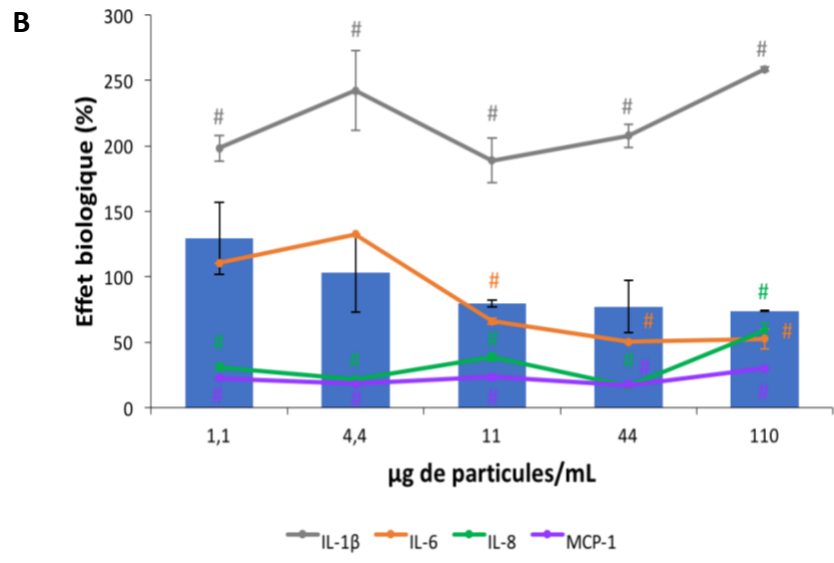 B
Effet biologique (%)
300
250
200
150
100
50
0
# # # # #
# # #
# # # # #
# # # # #
1,1 4,4 11 44 110
µg de particules/mL
IL-1β IL-6 IL-8 MCP-1